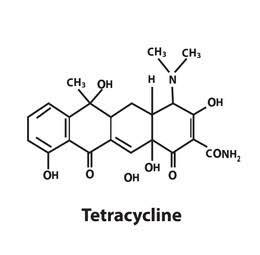 CH₃ CH₃
CH₃ OH H N OH
CONH₂
OH O OH OH O
Tetracycline